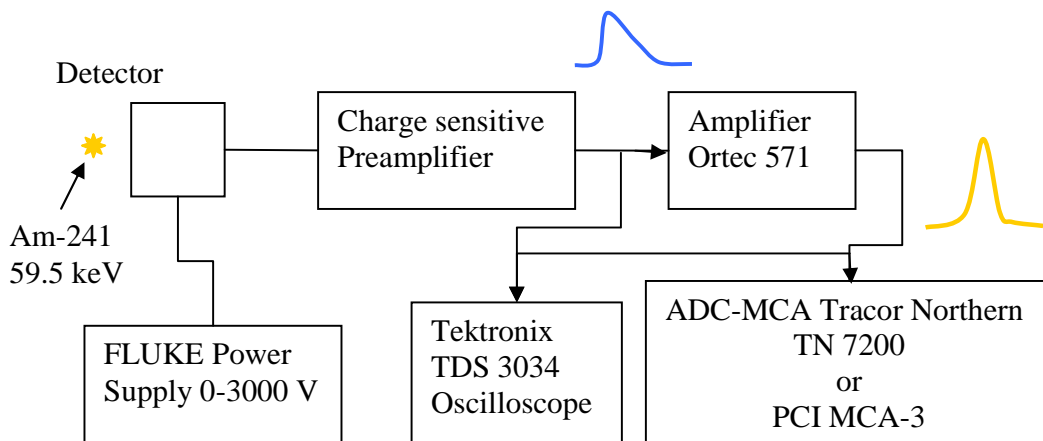 Detector
Charge sensitive
Preamplifier
Amplifier
Ortec 571
Am-241
59.5 keV
FLUKE Power
Supply 0-3000 V
Tektronix
TDS 3034
Oscilloscope
ADC-MCA Tracor Northern
TN 7200
or
PCI MCA-3